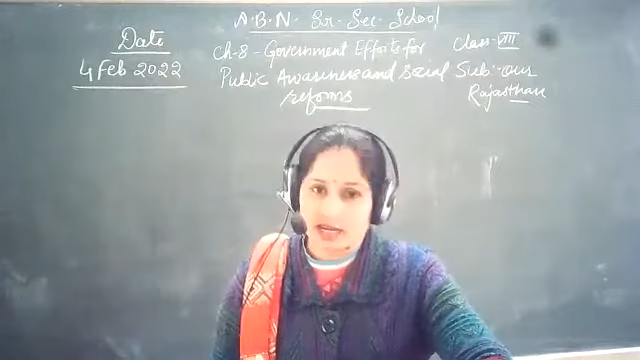 A.B.N. Sr. Sec. School
Date
4 Feb 2022
Ch-8 - Government Efforts for
Public Awareness and Social
reforms
Class-VIII
Sub:-our
Rajasthan